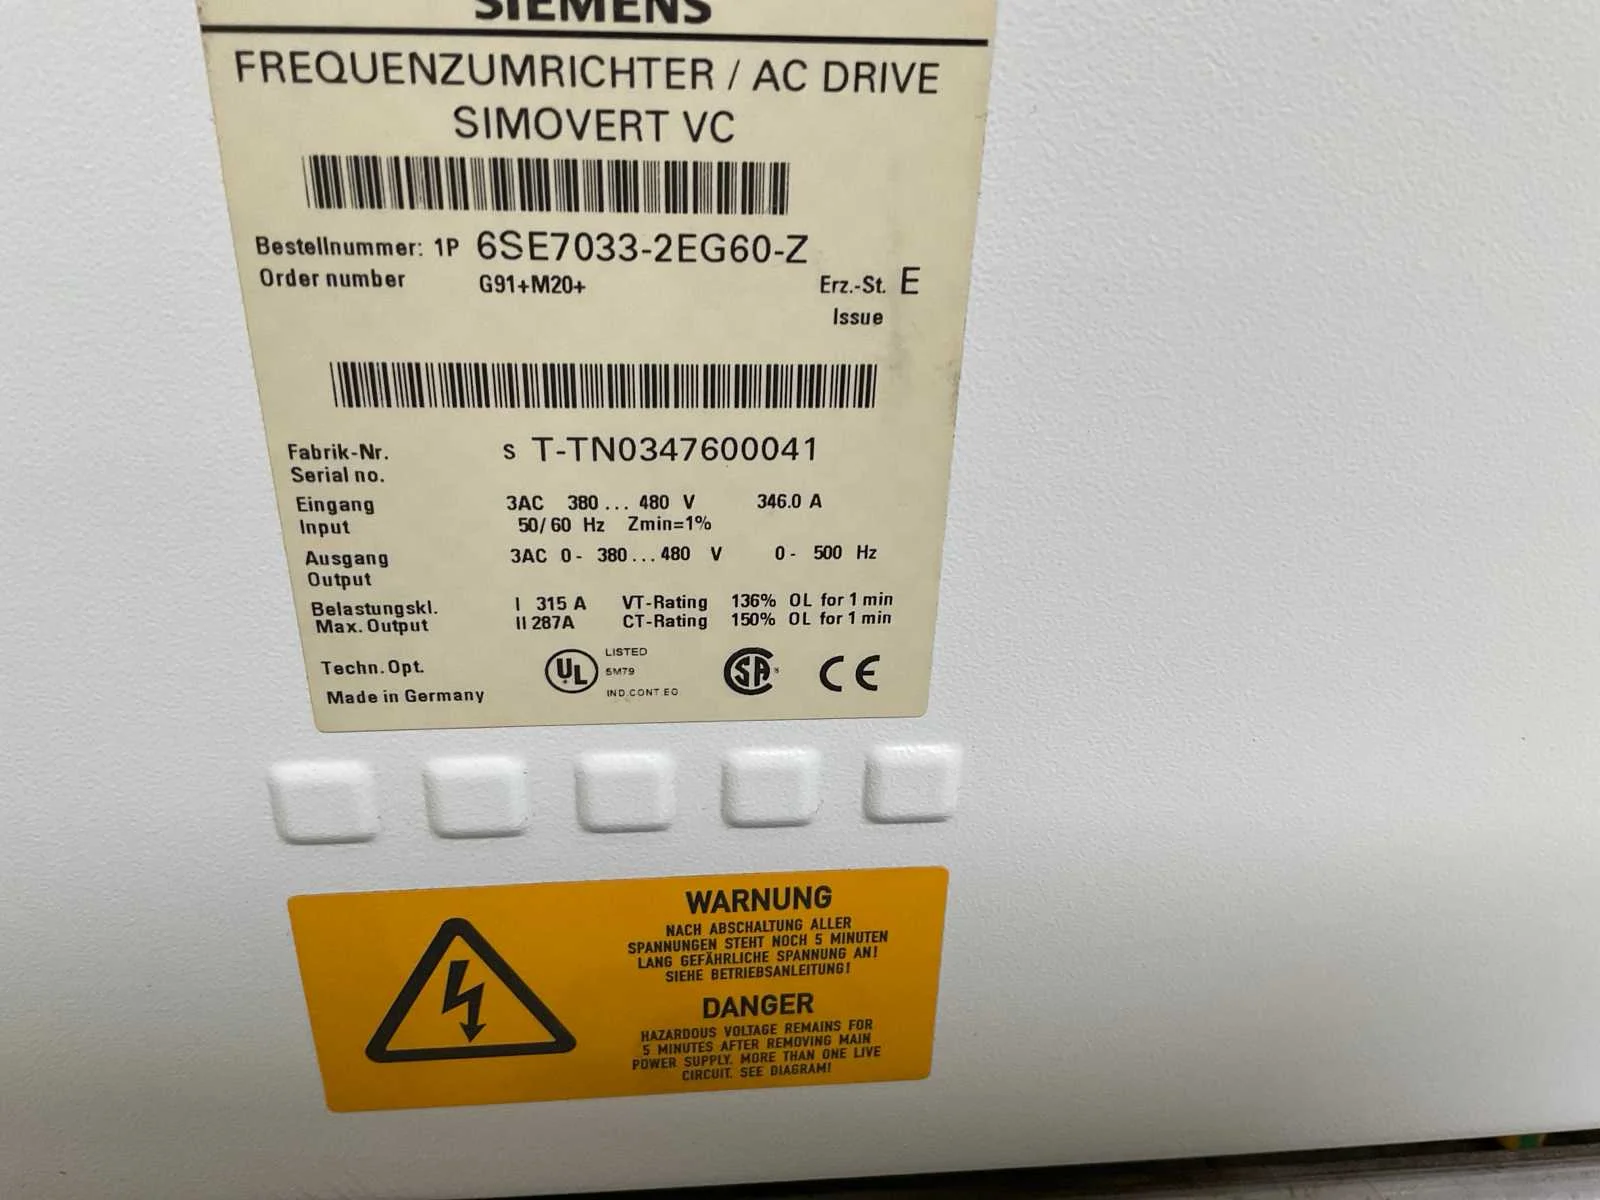 SIEMENS
FREQUENZUMRICHTER / AC DRIVE
SIMOVERT VC
Bestellnummer: 1P 6SE7033-2EG60-Z
Order number G91+M20+ Erz.-St. E
Issue
Fabrik-Nr. S T-TN0347600041
Serial no.
Eingang 3AC 380 ... 480 V 346.0 A
Input 50/60 Hz Zmin=1%
Ausgang 3AC 0 - 380...480 V 0 - 500 Hz
Output
Belastungskl. I 315 A VT-Rating 136% OL for 1 min
Max. Output II 287A CT-Rating 150% OL for 1 min
Techn. Opt. UL LISTED SA CE
5M79
Made in Germany IND.CONT.EQ
WARNUNG
NACH ABSCHALTUNG ALLER
SPANNUNGEN STEHT NOCH 5 MINUTEN
LANG GEFÄHRLICHE SPANNUNG AN!
SIEHE BETRIEBSANLEITUNG!
DANGER
HAZARDOUS VOLTAGE REMAINS FOR
5 MINUTES AFTER REMOVING MAIN
POWER SUPPLY. MORE THAN ONE LIVE
CIRCUIT. SEE DIAGRAM!